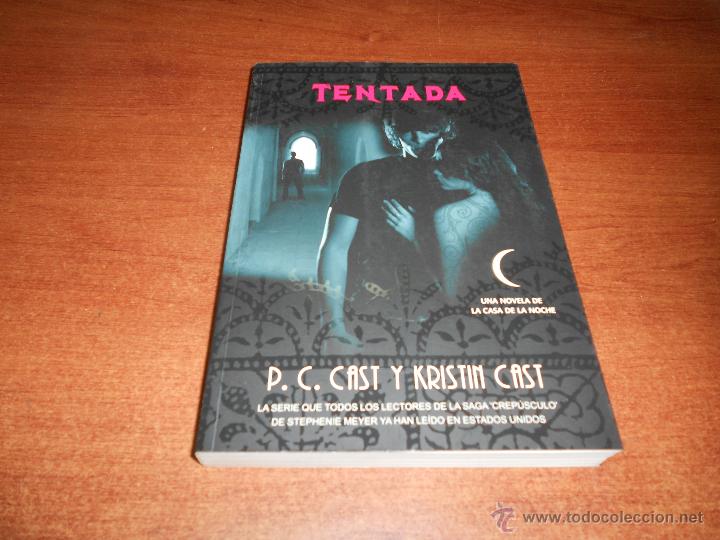 TENTADA
UNA NOVELA DE
LA CASA DE LA NOCHE
P. C. CAST Y KRISTIN CAST
LA SERIE QUE TODOS LOS LECTORES DE LA SAGA 'CREPÚSCULO'
DE STEPHENIE MEYER YA HAN LEÍDO EN ESTADOS UNIDOS
© www.todocoleccion.net